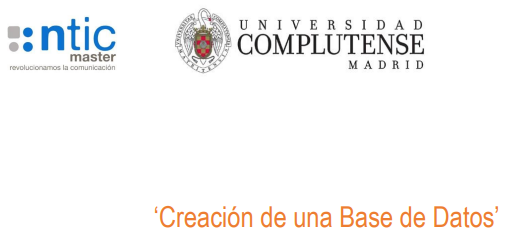 ntic
master
revolucionamos la comunicación
UNIVERSIDAD
COMPLUTENSE
MADRID
‘Creación de una Base de Datos’